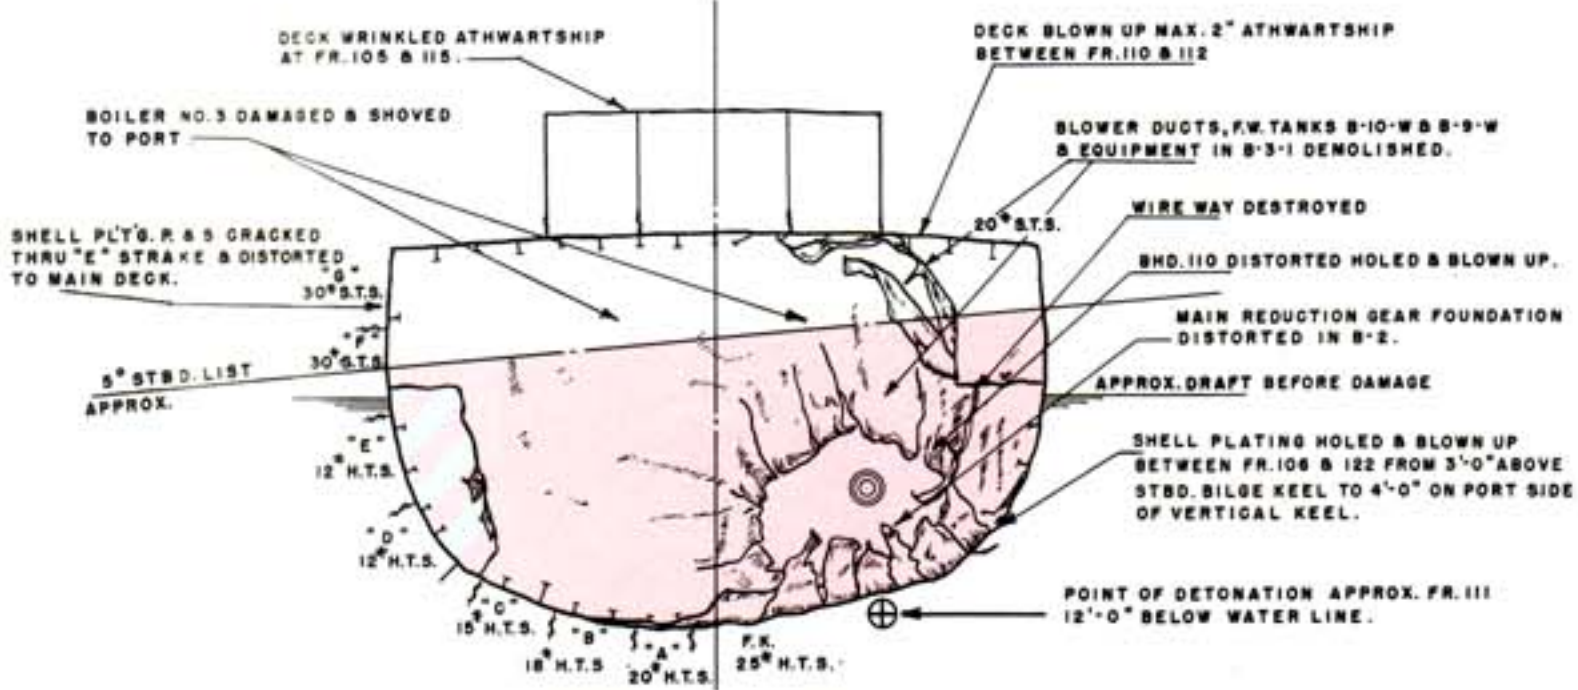 DECK WRINKLED ATHWARTSHIP
AT FR.105 & 115.
DECK BLOWN UP MAX. 2" ATHWARTSHIP
BETWEEN FR.110 & 112
BOILER NO.3 DAMAGED & SHOVED
TO PORT
BLOWER DUCTS, F.W. TANKS B-10-W & B-9-W
& EQUIPMENT IN B-3-1 DEMOLISHED.
20# S.T.S.
WIRE WAY DESTROYED
SHELL PL'T'G. P. & S CRACKED
THRU "E" STRAKE & DISTORTED
TO MAIN DECK.
"G"
30# S.T.S.
BHD.110 DISTORTED HOLED & BLOWN UP.
"F"
30# S.T.S
MAIN REDUCTION GEAR FOUNDATION
DISTORTED IN B-2.
5° STBD. LIST
APPROX.
APPROX. DRAFT BEFORE DAMAGE
"E"
12# H.T.S.
SHELL PLATING HOLED & BLOWN UP
BETWEEN FR.106 & 122 FROM 3'-0" ABOVE
STBD. BILGE KEEL TO 4'-0" ON PORT SIDE
OF VERTICAL KEEL.
"D"
12# H.T.S.
"C"
15# H.T.S.
"B"
18# H.T.S
"A"
20# H.T.S.
F.K.
25# H.T.S.
POINT OF DETONATION APPROX. FR.111
12'-0" BELOW WATER LINE.